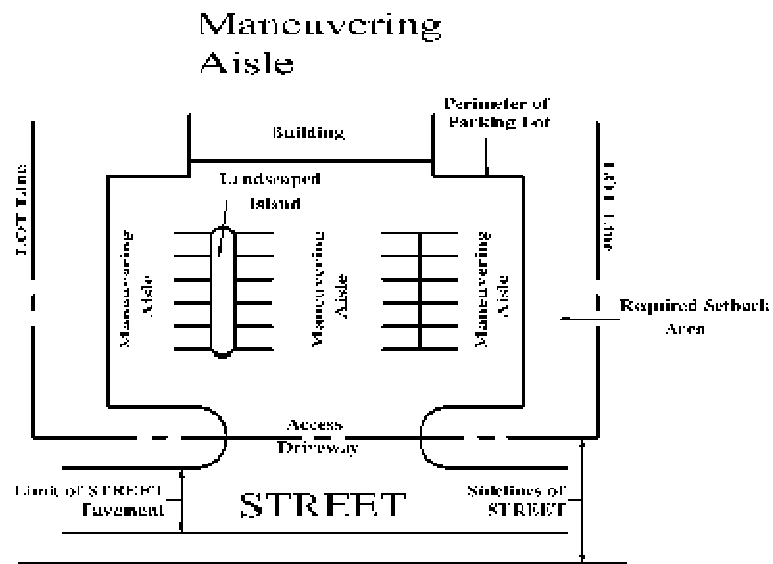 Maneuvering
Aisle
Perimeter of
Parking Lot
Building
LOT Line
LOT Line
Landscaped
Island
Maneuvering
Aisle
Maneuvering
Aisle
Maneuvering
Aisle
Required Setback
Area
Access
Driveway
Limit of STREET
Pavement
STREET
Sidelines of
STREET